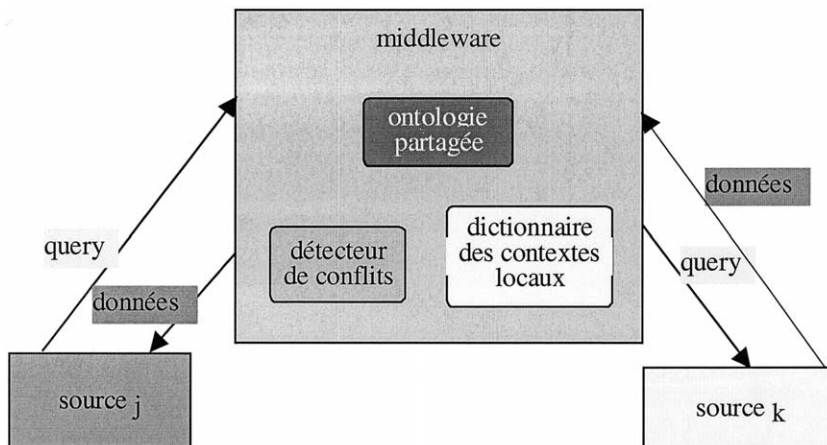 middleware
ontologie
partagée
données
query
détecteur
de conflits
dictionnaire
des contextes
locaux
query
données
source j
source k